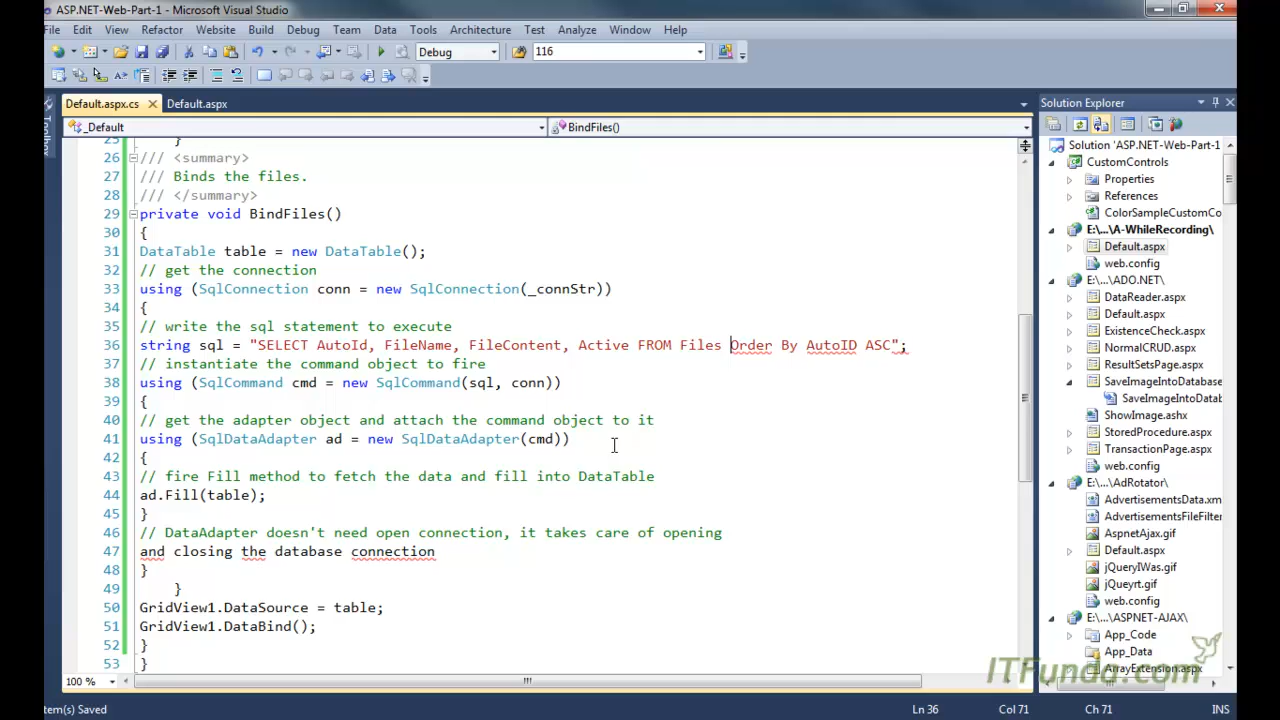 ASP.NET-Web-Part-1 - Microsoft Visual Studio
File Edit View Refactor Website Build Debug Team Data Tools Architecture Test Analyze Window Help
Debug 116
Default.aspx.cs Default.aspx
Solution Explorer
_Default BindFiles()
Toolbox
25 }
26 /// <summary>
27 /// Binds the files.
28 /// </summary>
29 private void BindFiles()
30 {
31 DataTable table = new DataTable();
32 // get the connection
33 using (SqlConnection conn = new SqlConnection(_connStr))
34 {
35 // write the sql statement to execute
36 string sql = "SELECT AutoId, FileName, FileContent, Active FROM Files Order By AutoID ASC";
37 // instantiate the command object to fire
38 using (SqlCommand cmd = new SqlCommand(sql, conn))
39 {
40 // get the adapter object and attach the command object to it
41 using (SqlDataAdapter ad = new SqlDataAdapter(cmd))
42 {
43 // fire Fill method to fetch the data and fill into DataTable
44 ad.Fill(table);
45 }
46 // DataAdapter doesn't need open connection, it takes care of opening
47 and closing the database connection
48 }
49 }
50 GridView1.DataSource = table;
51 GridView1.DataBind();
52 }
53 }
100 %
Solution 'ASP.NET-Web-Part-1
CustomControls
Properties
References
ColorSampleCustomCo
E:\...\A-WhileRecording\
Default.aspx
web.config
E:\...\ADO.NET\
DataReader.aspx
Default.aspx
ExistenceCheck.aspx
NormalCRUD.aspx
ResultSetsPage.aspx
SaveImageIntoDatabase
SaveImageIntoDatab
ShowImage.ashx
StoredProcedure.aspx
TransactionPage.aspx
web.config
E:\...\AdRotator\
AdvertisementsData.xm
AdvertisementsFileFilter
AspnetAjax.gif
Default.aspx
jQueryIWas.gif
jQueyrt.gif
web.config
E:\...\ASPNET-AJAX\
App_Code
App_Data
ArrayExtension.aspx
ITFunda.com
tem(s) Saved Ln 36 Col 71 Ch 71 INS